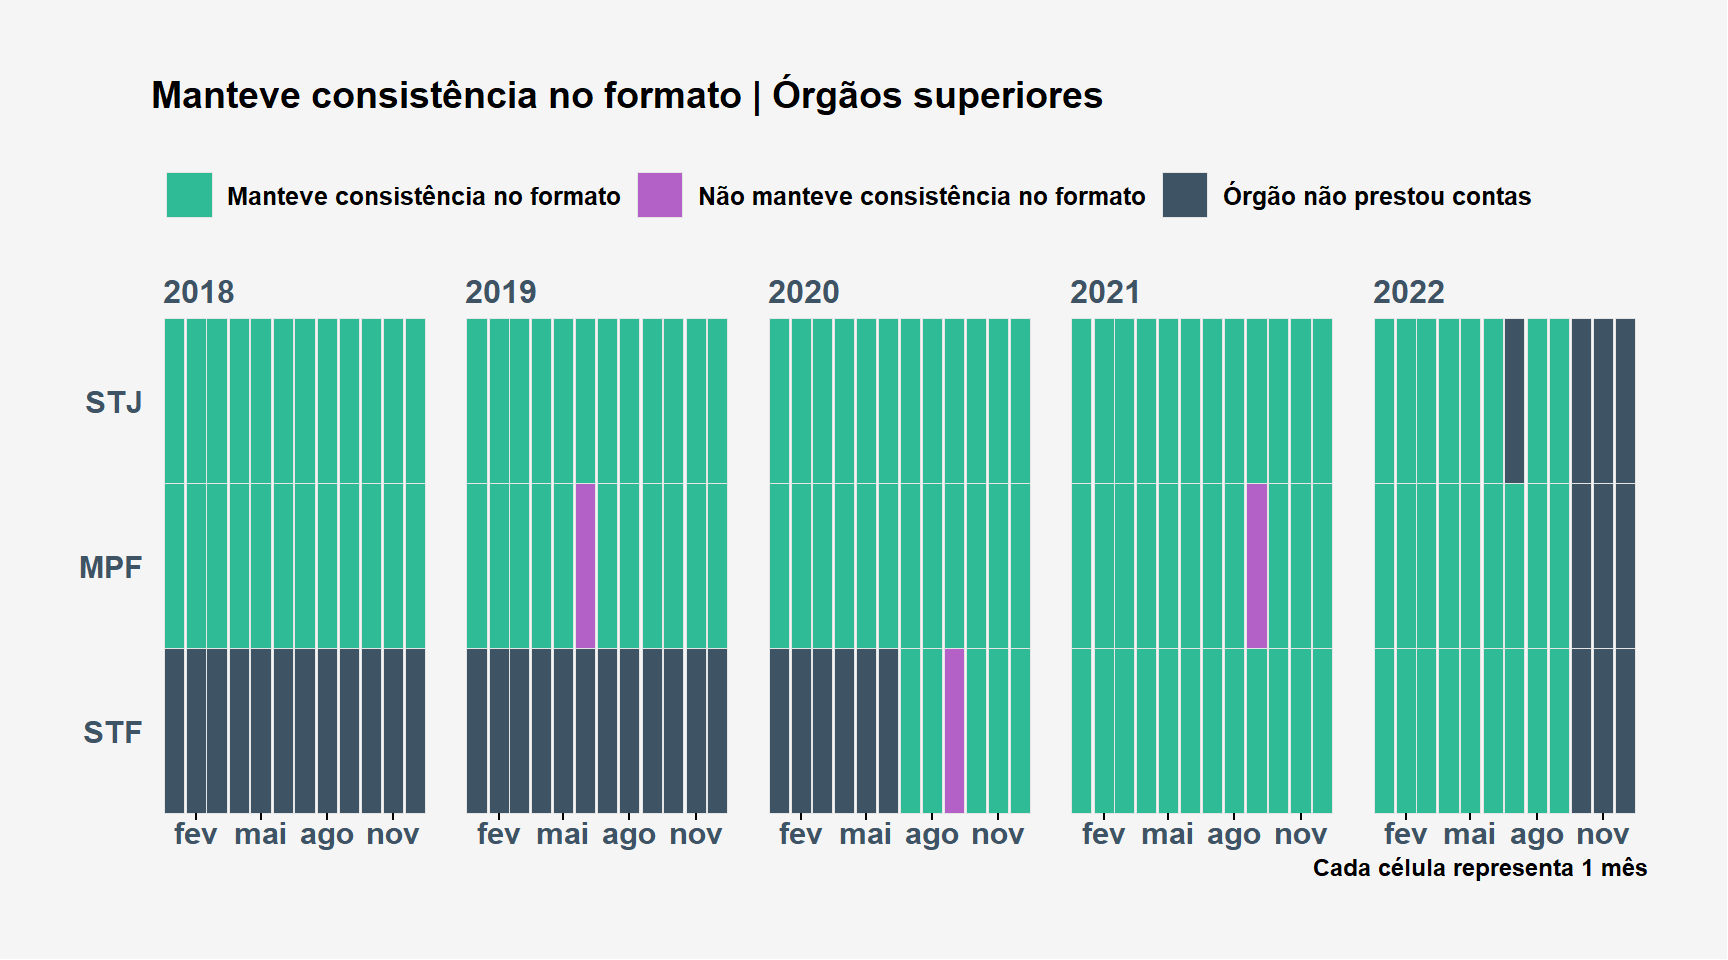 Manteve consistência no formato | Órgãos superiores
Manteve consistência no formato Não manteve consistência no formato Órgão não prestou contas
2018 2019 2020 2021 2022
STJ
MPF
STF
fev mai ago nov fev mai ago nov fev mai ago nov fev mai ago nov fev mai ago nov
Cada célula representa 1 mês